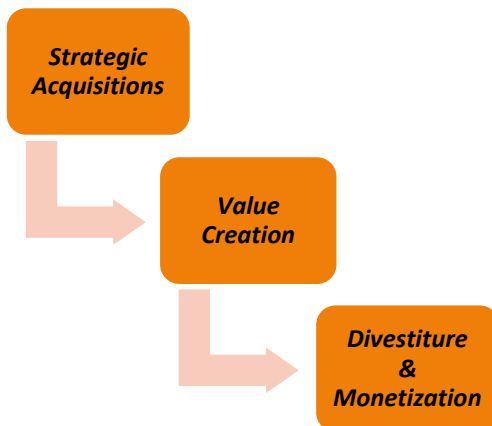 Strategic
Acquisitions
Value
Creation
Divestiture
&
Monetization